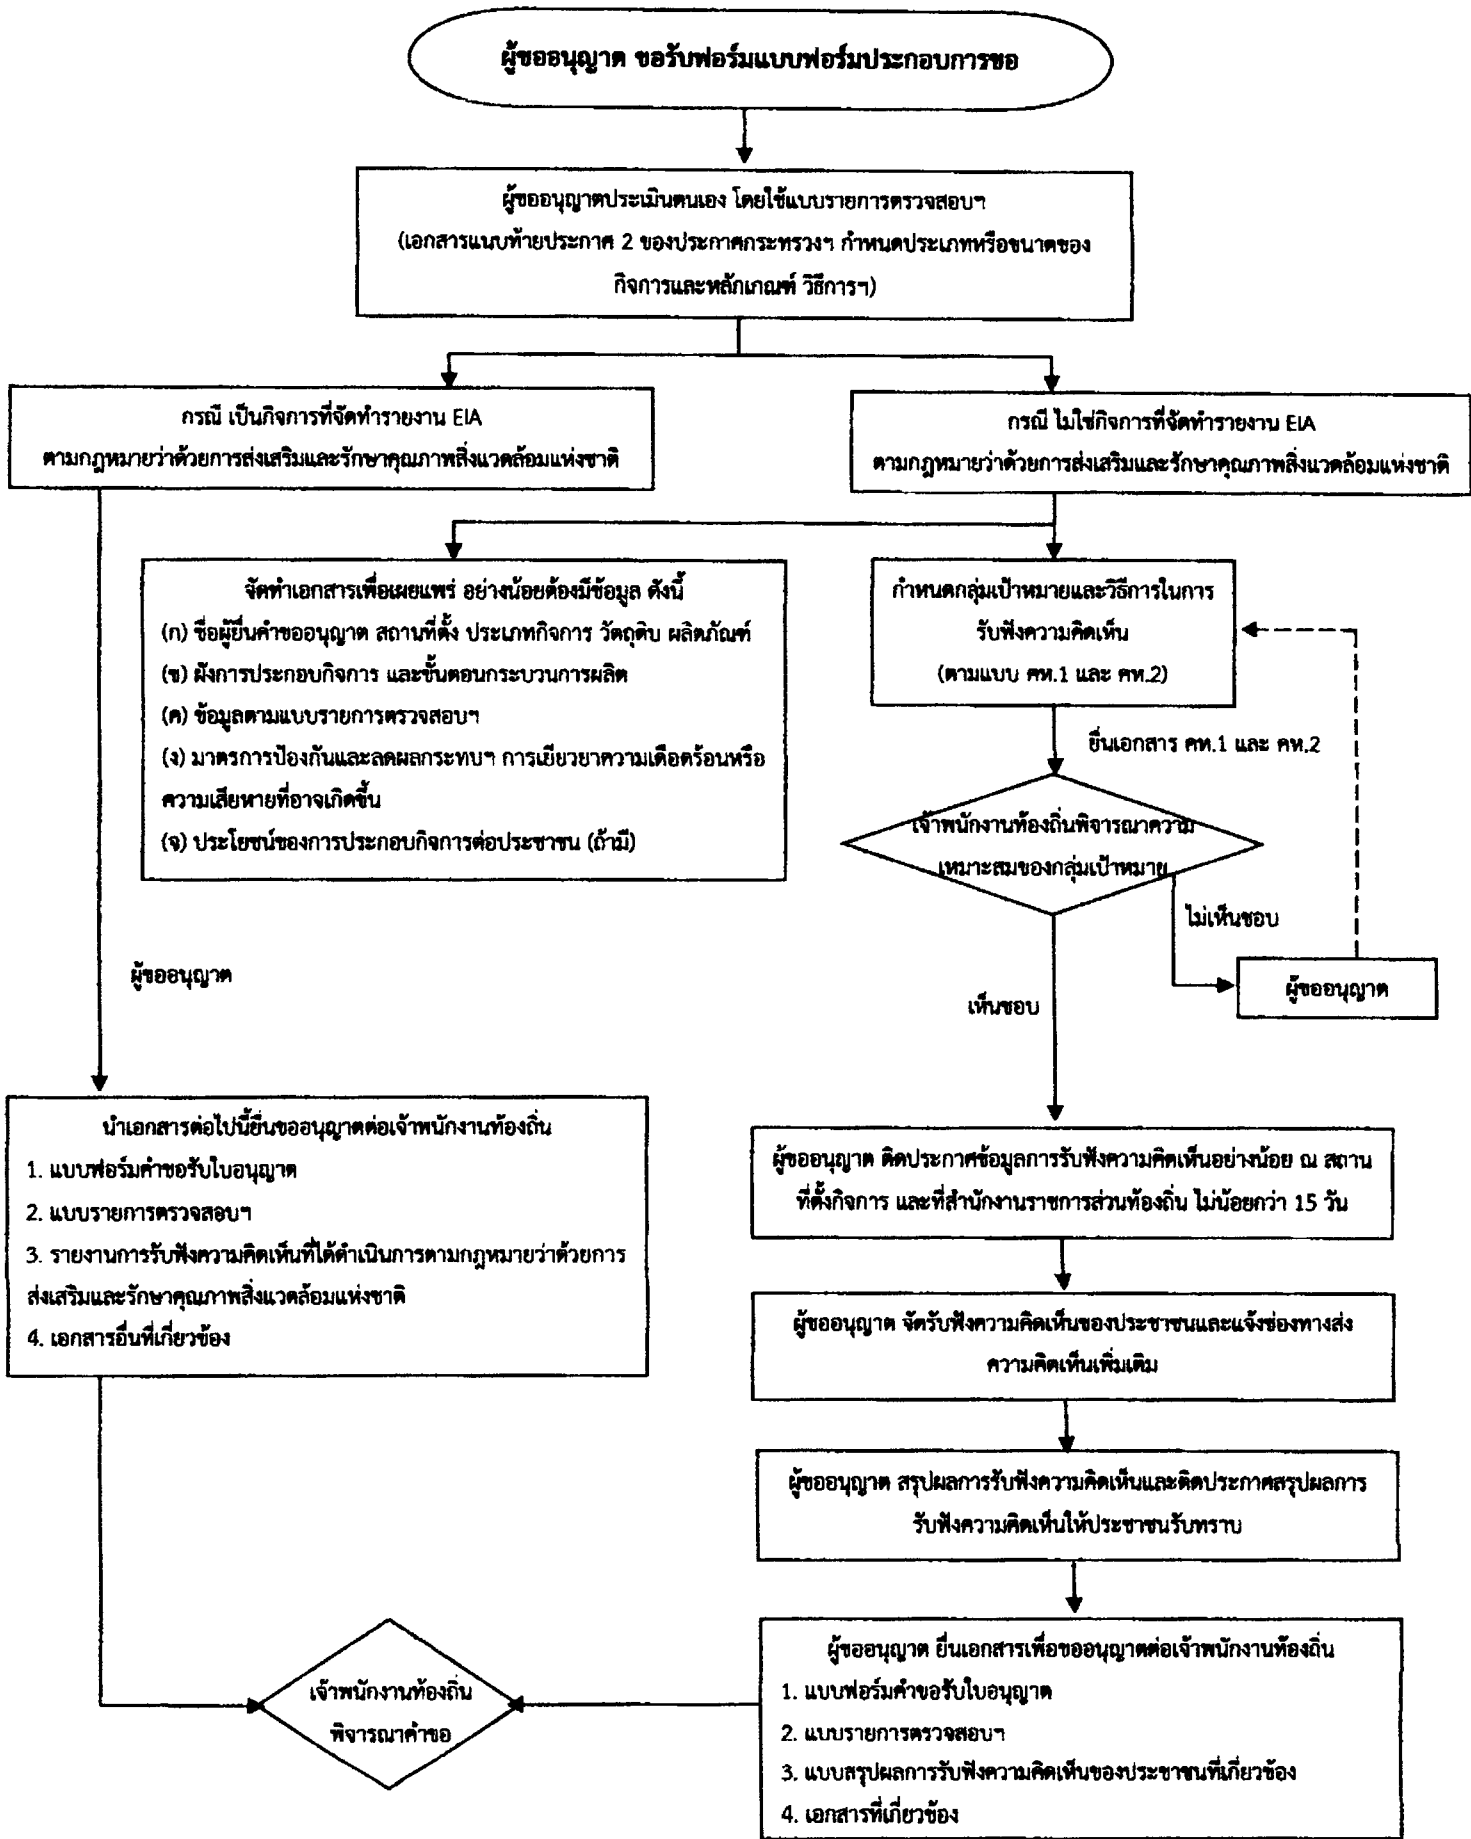 ผู้ขออนุญาต ขอรับฟอร์มแบบฟอร์มประกอบการขอ
ผู้ขออนุญาตประเมินตนเอง โดยใช้แบบรายการตรวจสอบฯ
(เอกสารแนบท้ายประกาศ 2 ของประกาศกระทรวงฯ กำหนดประเภทหรือขนาดของ
กิจการและหลักเกณฑ์ วิธีการฯ)
กรณี เป็นกิจการที่จัดทำรายงาน EIA
ตามกฎหมายว่าด้วยการส่งเสริมและรักษาคุณภาพสิ่งแวดล้อมแห่งชาติ
กรณี ไม่ใช่กิจการที่จัดทำรายงาน EIA
ตามกฎหมายว่าด้วยการส่งเสริมและรักษาคุณภาพสิ่งแวดล้อมแห่งชาติ
จัดทำเอกสารเพื่อเผยแพร่ อย่างน้อยต้องมีข้อมูล ดังนี้
(ก) ชื่อผู้ยื่นคำขออนุญาต สถานที่ตั้ง ประเภทกิจการ วัตถุดิบ ผลิตภัณฑ์
(ข) ผังการประกอบกิจการ และขั้นตอนกระบวนการผลิต
(ค) ข้อมูลตามแบบรายการตรวจสอบฯ
(ง) มาตรการป้องกันและลดผลกระทบฯ การเยียวยาความเดือดร้อนหรือ
ความเสียหายที่อาจเกิดขึ้น
(จ) ประโยชน์ของการประกอบกิจการต่อประชาชน (ถ้ามี)
กำหนดกลุ่มเป้าหมายและวิธีการในการ
รับฟังความคิดเห็น
(ตามแบบ คห.1 และ คห.2)
ยื่นเอกสาร คห.1 และ คห.2
เจ้าพนักงานท้องถิ่นพิจารณาความ
เหมาะสมของกลุ่มเป้าหมาย
ไม่เห็นชอบ
ผู้ขออนุญาต
เห็นชอบ
ผู้ขออนุญาต
นำเอกสารต่อไปนี้ยื่นขออนุญาตต่อเจ้าพนักงานท้องถิ่น
1. แบบฟอร์มคำขอรับใบอนุญาต
2. แบบรายการตรวจสอบฯ
3. รายงานการรับฟังความคิดเห็นที่ได้ดำเนินการตามกฎหมายว่าด้วยการ
ส่งเสริมและรักษาคุณภาพสิ่งแวดล้อมแห่งชาติ
4. เอกสารอื่นที่เกี่ยวข้อง
ผู้ขออนุญาต ติดประกาศข้อมูลการรับฟังความคิดเห็นอย่างน้อย ณ สถาน
ที่ตั้งกิจการ และที่สำนักงานราชการส่วนท้องถิ่น ไม่น้อยกว่า 15 วัน
ผู้ขออนุญาต จัดรับฟังความคิดเห็นของประชาชนและแจ้งช่องทางส่ง
ความคิดเห็นเพิ่มเติม
ผู้ขออนุญาต สรุปผลการรับฟังความคิดเห็นและติดประกาศสรุปผลการ
รับฟังความคิดเห็นให้ประชาชนรับทราบ
ผู้ขออนุญาต ยื่นเอกสารเพื่อขออนุญาตต่อเจ้าพนักงานท้องถิ่น
1. แบบฟอร์มคำขอรับใบอนุญาต
2. แบบรายการตรวจสอบฯ
3. แบบสรุปผลการรับฟังความคิดเห็นของประชาชนที่เกี่ยวข้อง
4. เอกสารที่เกี่ยวข้อง
เจ้าพนักงานท้องถิ่น
พิจารณาคำขอ